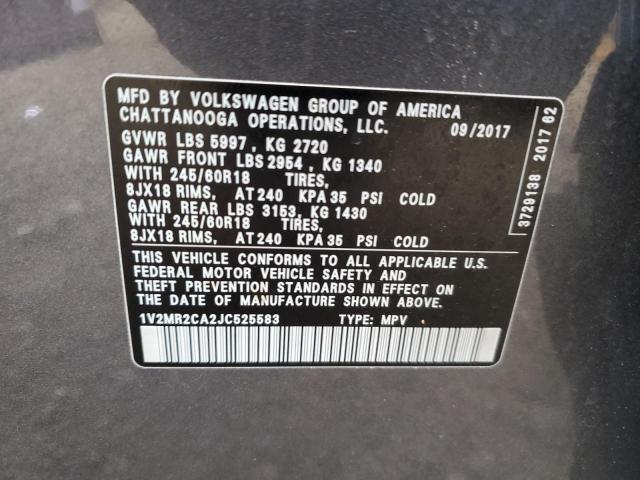 MFD BY VOLKSWAGEN GROUP OF AMERICA
CHATTANOOGA OPERATIONS, LLC. 09/2017
GVWR LBS 5997 , KG 2720
GAWR FRONT LBS 2954 , KG 1340
WITH 245/60R18 TIRES,
8JX18 RIMS, AT 240 KPA 35 PSI COLD
GAWR REAR LBS 3153, KG 1430
WITH 245/60R18 TIRES,
8JX18 RIMS, AT 240 KPA 35 PSI COLD
THIS VEHICLE CONFORMS TO ALL APPLICABLE U.S.
FEDERAL MOTOR VEHICLE SAFETY AND
THEFT PREVENTION STANDARDS IN EFFECT ON
THE DATE OF MANUFACTURE SHOWN ABOVE.
1V2MR2CA2JC525583 TYPE: MPV
3729138 2017 62